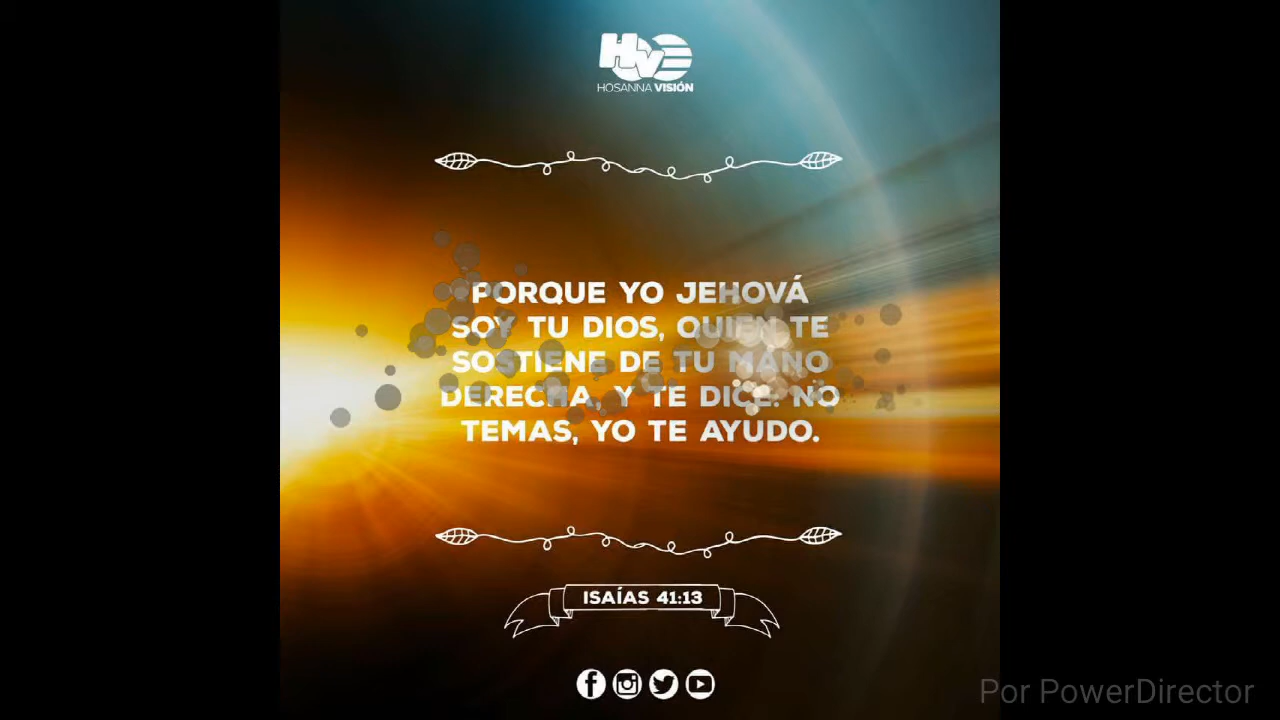 HV
HOSANNA VISIÓN
PORQUE YO JEHOVÁ
SOY TU DIOS, QUIEN TE
SOSTIENE DE TU MANO
DERECHA, Y TE DICE: NO
TEMAS, YO TE AYUDO.
ISAÍAS 41:13
Por PowerDirector